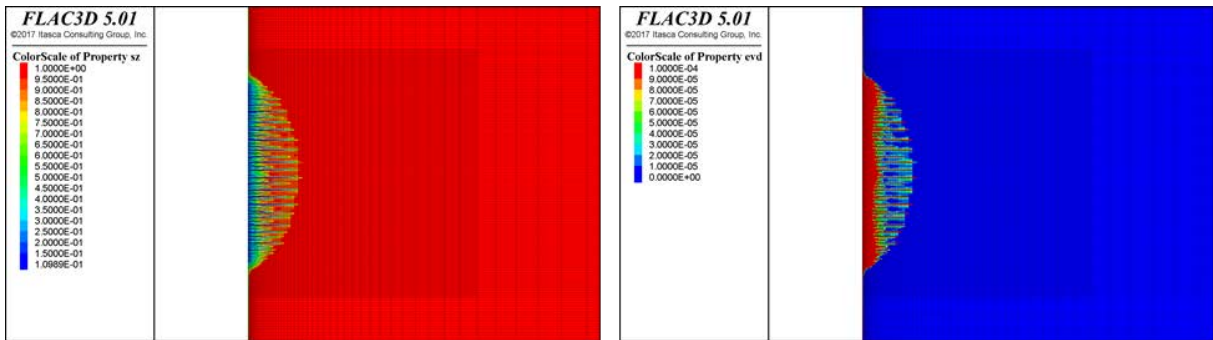 FLAC3D 5.01
©2017 Itasca Consulting Group, Inc.
ColorScale of Property sz
1.0000E+00
9.5000E-01
9.0000E-01
8.5000E-01
8.0000E-01
7.5000E-01
7.0000E-01
6.5000E-01
6.0000E-01
5.5000E-01
5.0000E-01
4.5000E-01
4.0000E-01
3.5000E-01
3.0000E-01
2.5000E-01
2.0000E-01
1.5000E-01
1.0989E-01
FLAC3D 5.01
©2017 Itasca Consulting Group, Inc.
ColorScale of Property evd
1.0000E-04
9.0000E-05
8.0000E-05
7.0000E-05
6.0000E-05
5.0000E-05
4.0000E-05
3.0000E-05
2.0000E-05
1.0000E-05
0.0000E+00